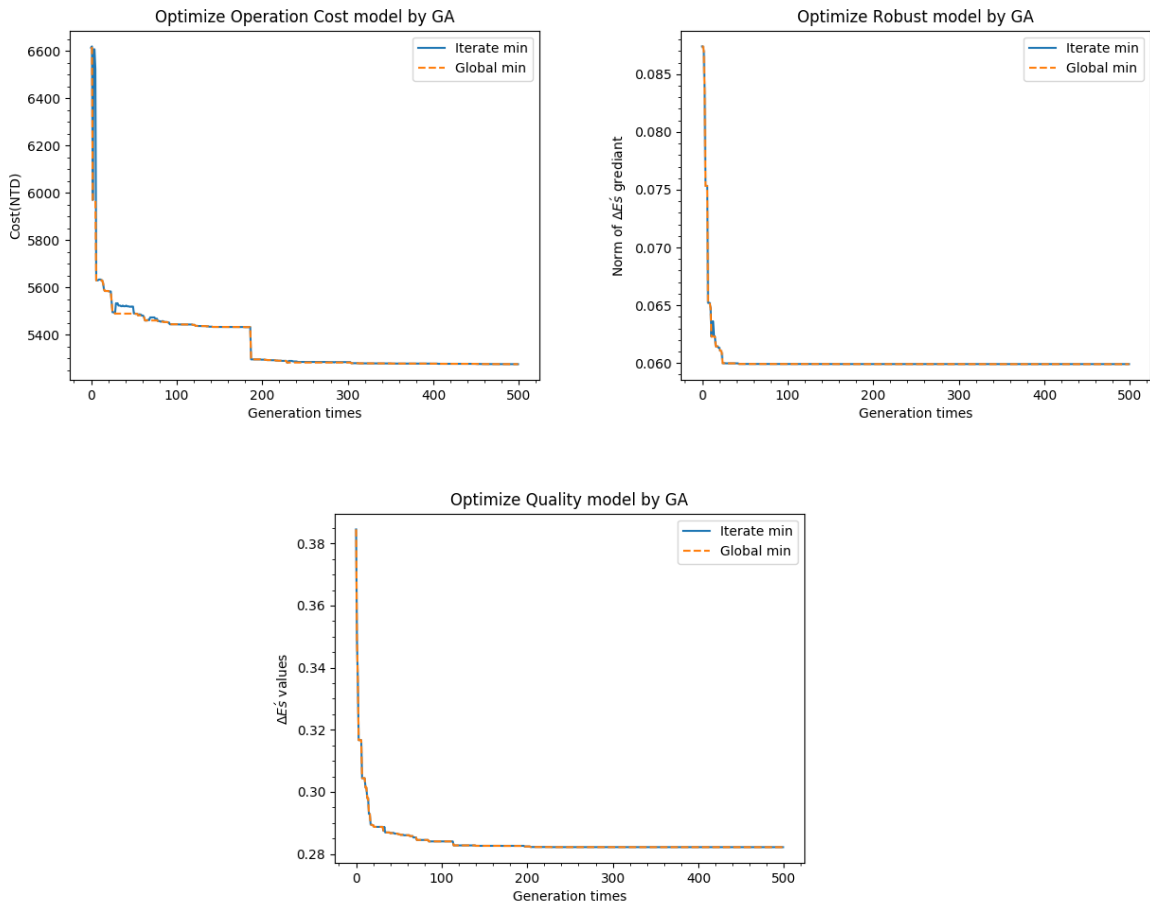 Optimize Operation Cost model by GA
Iterate min
Global min
6600
6400
6200
6000
5800
5600
5400
Cost(NTD)
0
100
200
300
400
500
Generation times
Optimize Robust model by GA
Iterate min
Global min
0.085
0.080
0.075
0.070
0.065
0.060
Norm of ΔEś grediant
0
100
200
300
400
500
Generation times
Optimize Quality model by GA
Iterate min
Global min
0.38
0.36
0.34
0.32
0.30
0.28
ΔEś values
0
100
200
300
400
500
Generation times